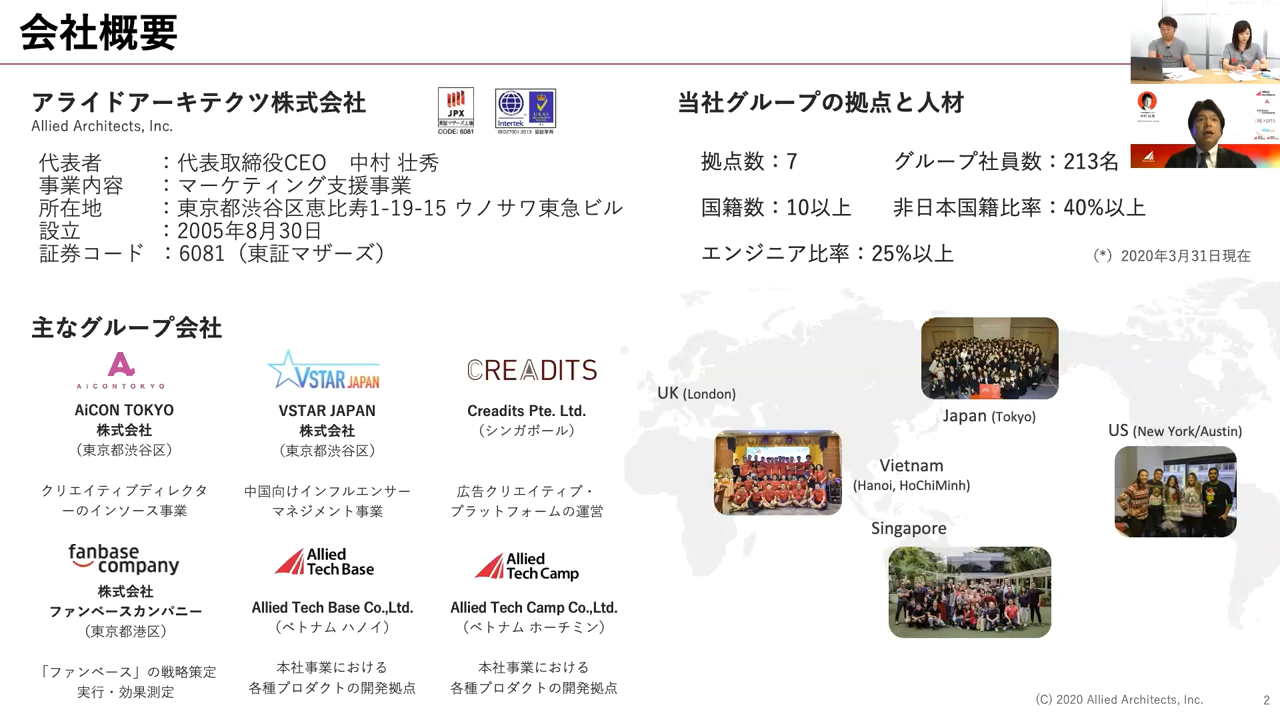 会社概要
アライドアーキテクツ株式会社
Allied Architects, Inc.
JPX
東証マザーズ上場
CODE: 6081
Intertek
代表者 ：代表取締役CEO 中村 壮秀
事業内容 ：マーケティング支援事業
所在地 ：東京都渋谷区恵比寿1-19-15 ウノサワ東急ビル
設立 ：2005年8月30日
証券コード ：6081（東証マザーズ）
当社グループの拠点と人材
拠点数：7 グループ社員数：213名
国籍数：10以上 非日本国籍比率：40%以上
エンジニア比率：25%以上
（*）2020年3月31日現在
主なグループ会社
AiCONTOKYO
AiCON TOKYO
株式会社
（東京都渋谷区）
クリエイティブディレクタ
ーのインソース事業
VSTAR JAPAN
VSTAR JAPAN
株式会社
（東京都渋谷区）
中国向けインフルエンサー
マネジメント事業
CREADITS
Creadits Pte. Ltd.
（シンガポール）
広告クリエイティブ・
プラットフォームの運営
fanbase
company
株式会社
ファンベースカンパニー
（東京都港区）
「ファンベース」の戦略策定
実行・効果測定
Allied
Tech Base
Allied Tech Base Co.,Ltd.
（ベトナム ハノイ）
本社事業における
各種プロダクトの開発拠点
Allied
Tech Camp
Allied Tech Camp Co.,Ltd.
（ベトナム ホーチミン）
本社事業における
各種プロダクトの開発拠点
UK (London)
Japan (Tokyo)
US (New York/Austin)
Vietnam
(Hanoi, HoChiMinh)
Singapore
(C) 2020 Allied Architects, Inc.
2